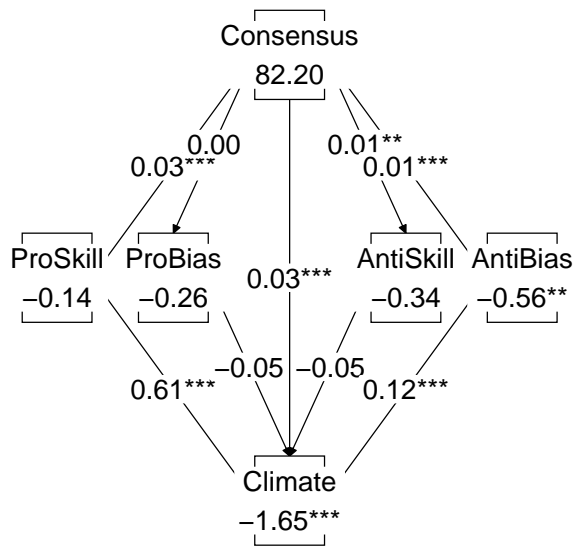 Consensus
82.20
0.00
0.01**
0.03***
0.01***
ProSkill
ProBias
AntiSkill
AntiBias
0.03***
−0.14
−0.26
−0.34
−0.56**
−0.05
−0.05
0.61***
0.12***
Climate
−1.65***